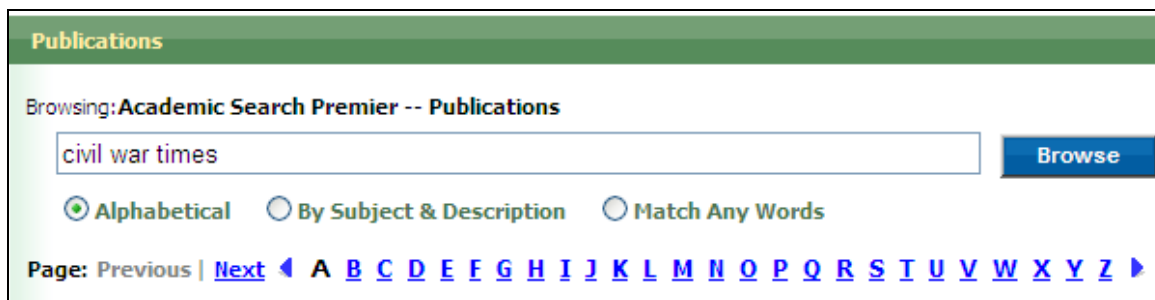 Publications
Browsing:Academic Search Premier -- Publications
civil war times Browse
Alphabetical By Subject & Description Match Any Words
Page: Previous | Next A B C D E F G H I J K L M N O P Q R S T U V W X Y Z